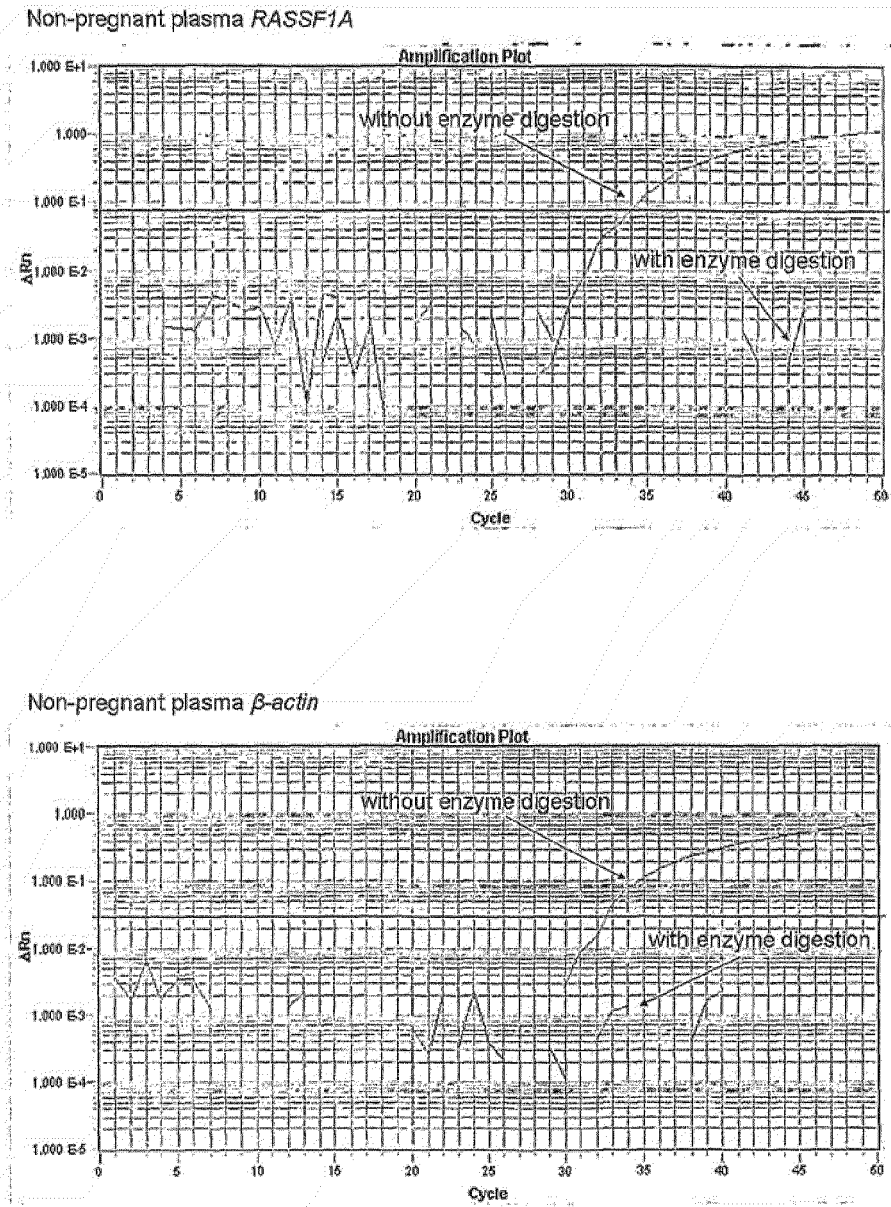 Non-pregnant plasma RASSF1A
Amplification Plot
1,000 E+1
1,000
1,000 E-1
1,000 E-2
1,000 E-3
1,000 E-4
1,000 E-5
ΔRn
without enzyme digestion
with enzyme digestion
0 5 10 15 20 25 30 35 40 45 50
Cycle
Non-pregnant plasma β-actin
Amplification Plot
1,000 E+1
1,000
1,000 E-1
1,000 E-2
1,000 E-3
1,000 E-4
1,000 E-5
ΔRn
without enzyme digestion
with enzyme digestion
0 5 10 15 20 25 30 35 40 45 50
Cycle